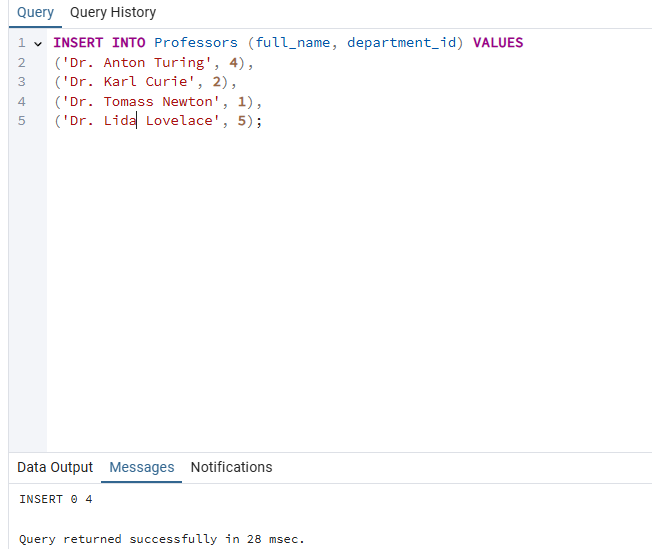 Query Query History
1 INSERT INTO Professors (full_name, department_id) VALUES
2 ('Dr. Anton Turing', 4),
3 ('Dr. Karl Curie', 2),
4 ('Dr. Tomass Newton', 1),
5 ('Dr. Lida Lovelace', 5);
Data Output Messages Notifications
INSERT 0 4
Query returned successfully in 28 msec.